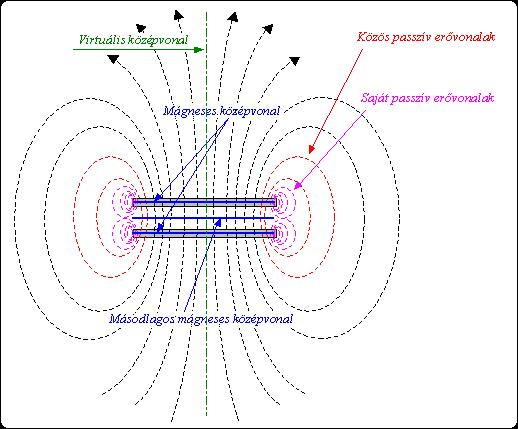 Virtuális középvonal
Közös passzív erővonalak
Saját passzív erővonalak
Mágneses középvonal
Másodlagos mágneses középvonal